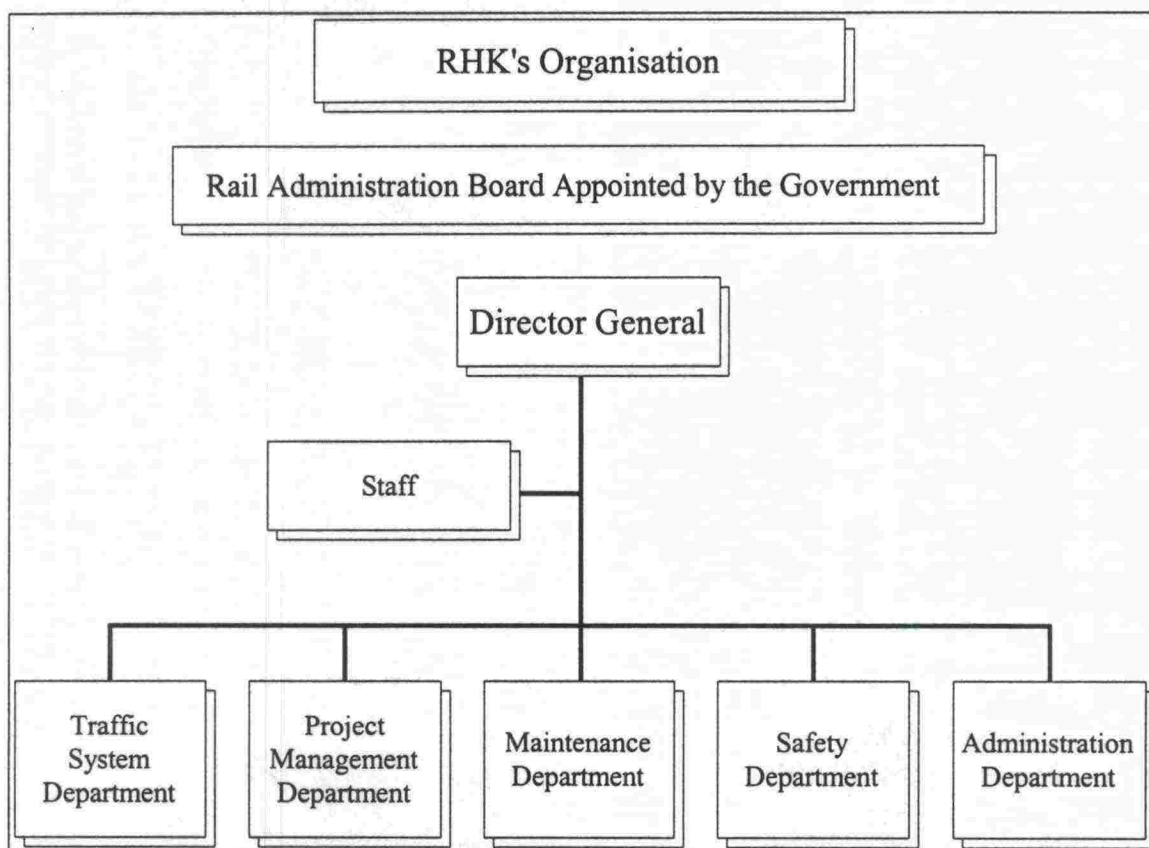 RHK's Organisation
Rail Administration Board Appointed by the Government
Director General
Staff
Traffic
System
Department
Project
Management
Department
Maintenance
Department
Safety
Department
Administration
Department